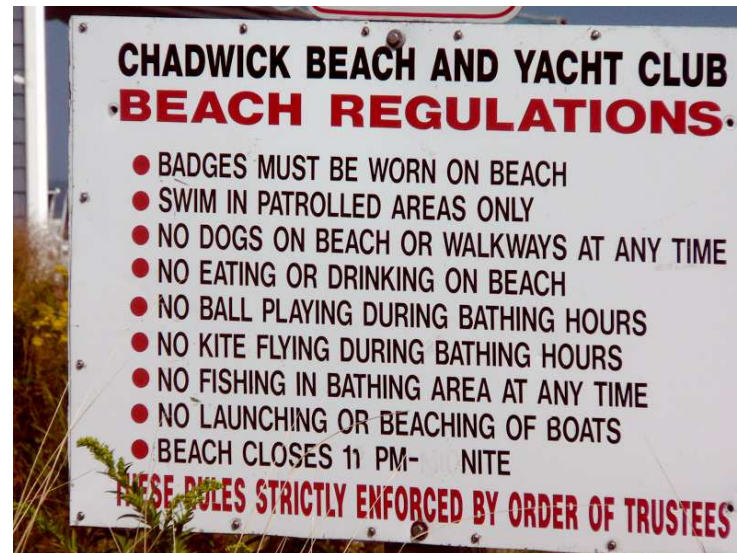 CHADWICK BEACH AND YACHT CLUB
BEACH REGULATIONS
BADGES MUST BE WORN ON BEACH
SWIM IN PATROLLED AREAS ONLY
NO DOGS ON BEACH OR WALKWAYS AT ANY TIME
NO EATING OR DRINKING ON BEACH
NO BALL PLAYING DURING BATHING HOURS
NO KITE FLYING DURING BATHING HOURS
NO FISHING IN BATHING AREA AT ANY TIME
NO LAUNCHING OR BEACHING OF BOATS
BEACH CLOSES 11 PM- NITE
THESE RULES STRICTLY ENFORCED BY ORDER OF TRUSTEES